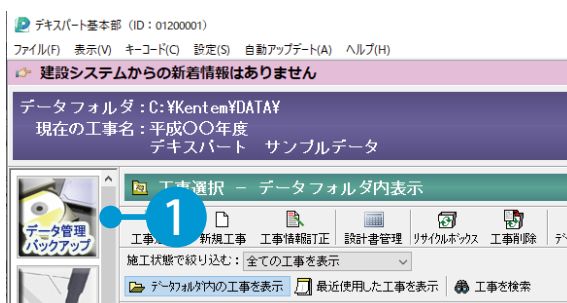 デキスパート基本部 (ID:01200001)
ファイル(F) 表示(V) キーコード(C) 設定(S) 自動アップデート(A) ヘルプ(H)
建設システムからの新着情報はありません
データフォルダ:C:¥Kentem¥DATA¥
現在の工事名:平成〇〇年度
デキスパート サンプルデータ
工事選択 - データフォルダ内表示
データ管理
バックアップ
1
新規工事 工事情報訂正 設計書管理 リサイクルボックス 工事削除
施工状態で絞り込む: 全ての工事を表示
データフォルダ内の工事を表示 最近使用した工事を表示 工事を検索